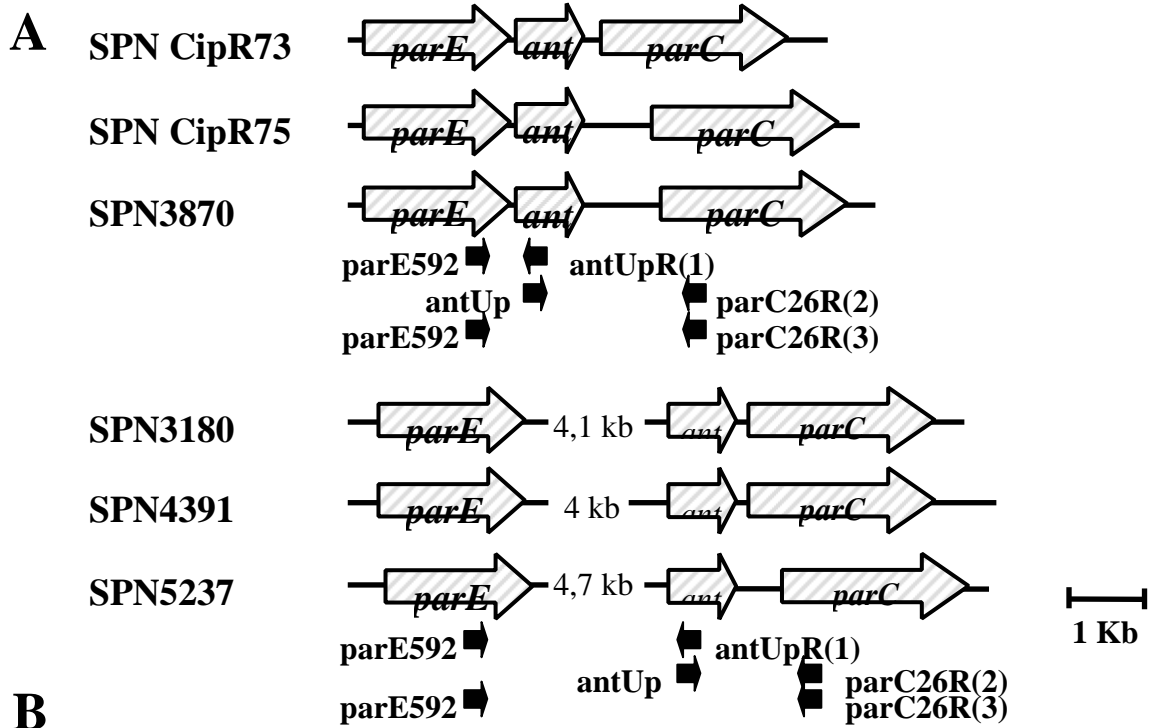 A
SPN CipR73 parE ant parC
SPN CipR75 parE ant parC
SPN3870 parE ant parC
parE592 antUpR(1)
antUp parC26R(2)
parE592 parC26R(3)
SPN3180 parE 4,1 kb ant parC
SPN4391 parE 4 kb ant parC
SPN5237 parE 4,7 kb ant parC
1 Kb
parE592 antUpR(1)
antUp parC26R(2)
parE592 parC26R(3)
B